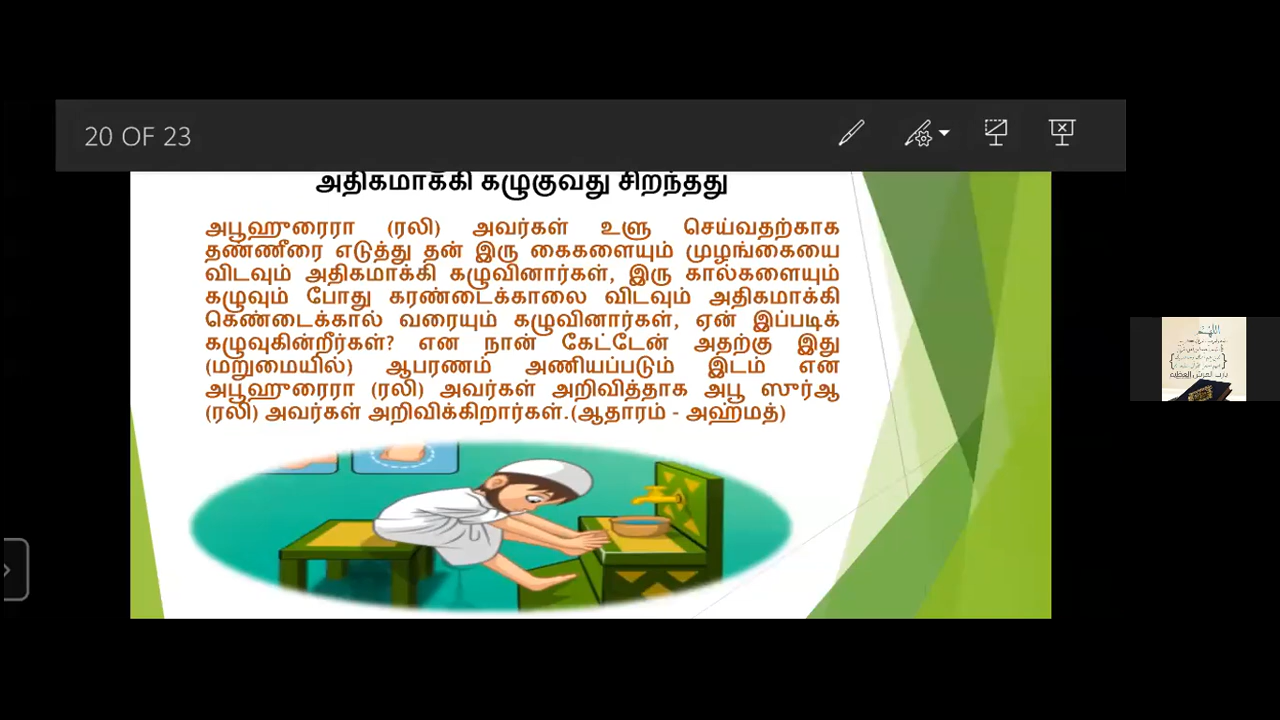 20 OF 23
அதிகமாக்கி கழுகுவது சிறந்தது
அபூஹுரைரா (ரலி) அவர்கள் உளு செய்வதற்காக
தண்ணீரை எடுத்து தன் இரு கைகளையும் முழங்கையை
விடவும் அதிகமாக்கி கழுவினார்கள், இரு கால்களையும்
கழுவும் போது கரண்டைக்காலை விடவும் அதிகமாக்கி
கெண்டைக்கால் வரையும் கழுவினார்கள், ஏன் இப்படிக்
கழுவுகின்றீர்கள்? என நான் கேட்டேன் அதற்கு இது
(மறுமையில்) ஆபரணம் அணியப்படும் இடம் என
அபூஹுரைரா (ரலி) அவர்கள் அறிவித்தாக அபூ ஸுர்ஆ
(ரலி) அவர்கள் அறிவிக்கிறார்கள்.(ஆதாரம் - அஹ்மத்)
اللهم